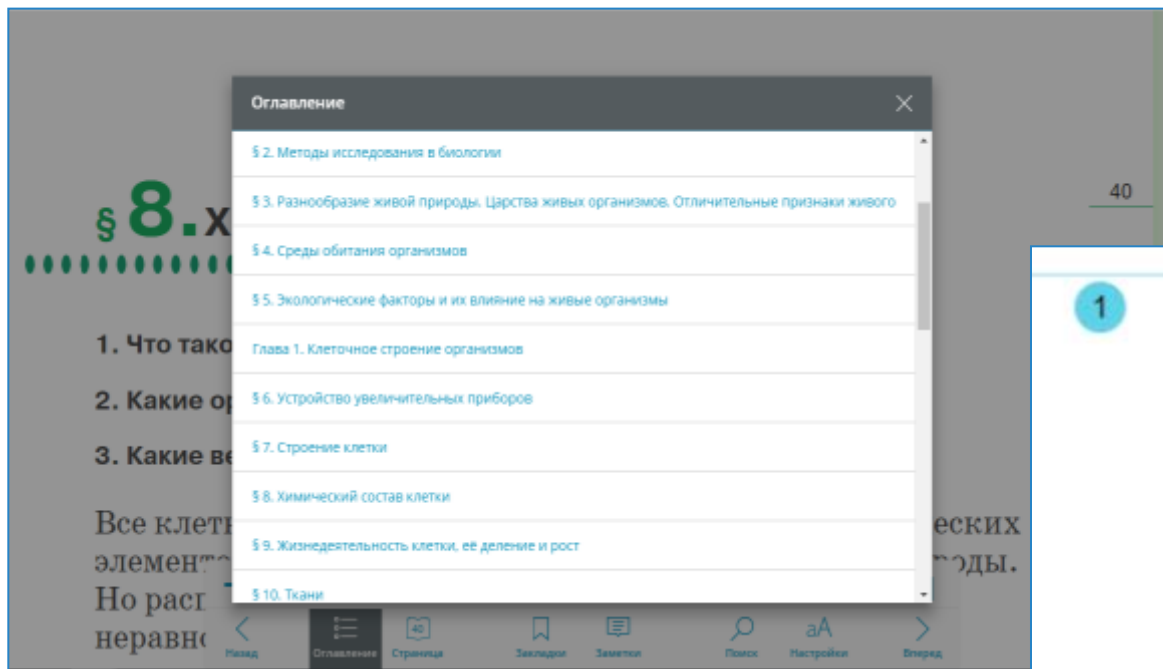 Оглавление
§ 2. Методы исследования в биологии
§ 3. Разнообразие живой природы. Царства живых организмов. Отличительные признаки живого
§ 4. Среды обитания организмов
§ 5. Экологические факторы и их влияние на живые организмы
Глава 1. Клеточное строение организмов
§ 6. Устройство увеличительных приборов
§ 7. Строение клетки
§ 8. Химический состав клетки
§ 9. Жизнедеятельность клетки, её деление и рост
§ 10. Ткани
40
§ 8. Х
1. Что тако
2. Какие ор
3. Какие ве
Все клет еских
элемент оды.
Но расп
неравно
Назад Оглавление 40 Страница Закладки Заметки Поиск аА Настройки Вперед
1